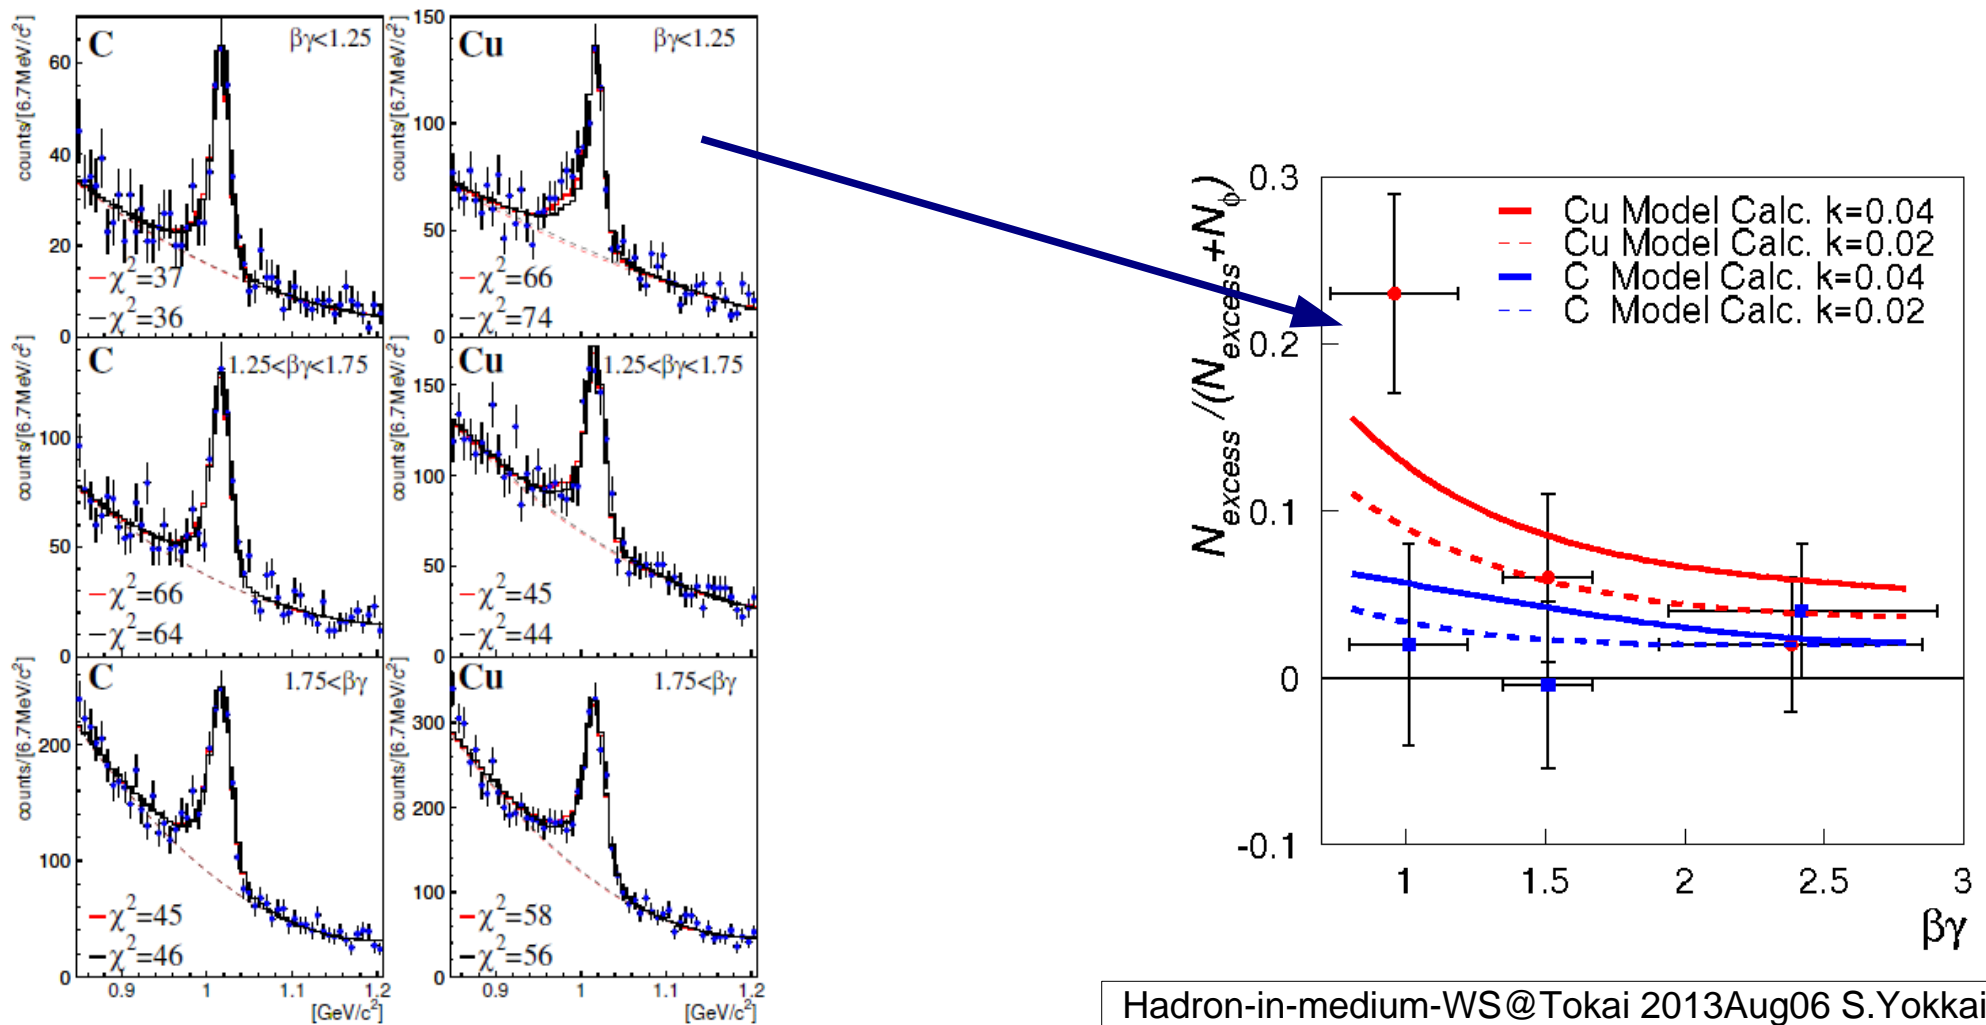 C
βγ<1.25
counts/[6.7MeV/c²]
60
40
20
0
−χ²=37
−χ²=36
Cu
βγ<1.25
counts/[6.7MeV/c²]
150
100
50
0
−χ²=66
−χ²=74
C
1.25<βγ<1.75
counts/[6.7MeV/c²]
100
50
0
−χ²=66
−χ²=64
Cu
1.25<βγ<1.75
counts/[6.7MeV/c²]
150
100
50
0
−χ²=45
−χ²=44
C
1.75<βγ
counts/[6.7MeV/c²]
200
100
0
−χ²=45
−χ²=46
0.9 1 1.1 1.2
[GeV/c²]
Cu
1.75<βγ
counts/[6.7MeV/c²]
300
200
100
0
−χ²=58
−χ²=56
0.9 1 1.1 1.2
[GeV/c²]
N excess /(N excess +N ϕ)
0.3
0.2
0.1
0
-0.1
Cu Model Calc. k=0.04
Cu Model Calc. k=0.02
C Model Calc. k=0.04
C Model Calc. k=0.02
1 1.5 2 2.5 3
βγ
Hadron-in-medium-WS@Tokai 2013Aug06 S.Yokkai